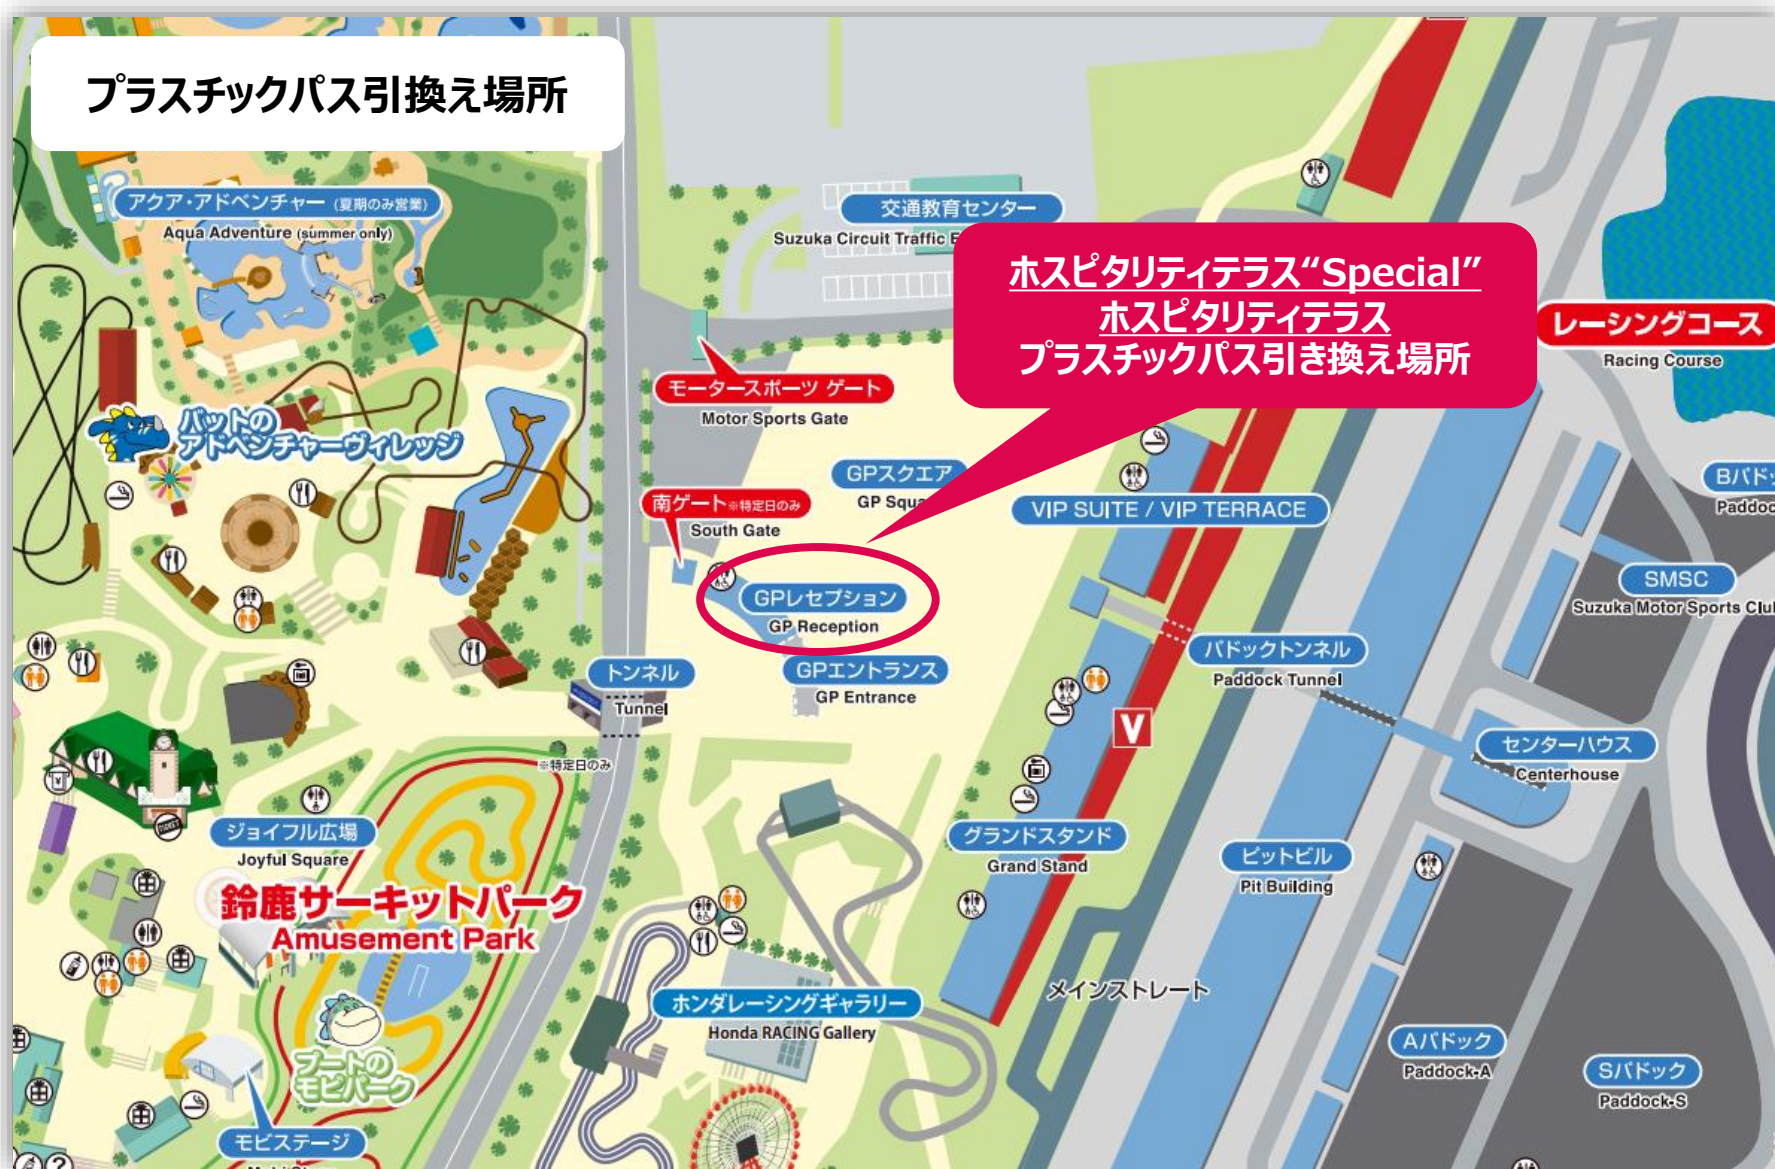 プラスチックパス引換え場所
アクア・アドベンチャー (夏期のみ営業)
Aqua Adventure (summer only)
交通教育センター
Suzuka Circuit Traffic E
ホスピタリティテラス“Special”
ホスピタリティテラス
プラスチックパス引き換え場所
レーシングコース
Racing Course
モータースポーツ ゲート
Motor Sports Gate
プットの
アドベンチャーヴィレッジ
GPスクエア
GP Squa
南ゲート※特定日のみ
South Gate
VIP SUITE / VIP TERRACE
Bパド
Paddoc
GPレセプション
GP Reception
SMSC
Suzuka Motor Sports Clu
GPエントランス
GP Entrance
トンネル
Tunnel
パドックトンネル
Paddock Tunnel
V
※特定日のみ
センターハウス
Centerhouse
ジョイフル広場
Joyful Square
グランドスタンド
Grand Stand
ピットビル
Pit Building
鈴鹿サーキットパーク
Amusement Park
メインストレート
ホンダレーシングギャラリー
Honda RACING Gallery
プートの
モビパーク
Aパドック
Paddock-A
Sパドック
Paddock-S
モビステージ